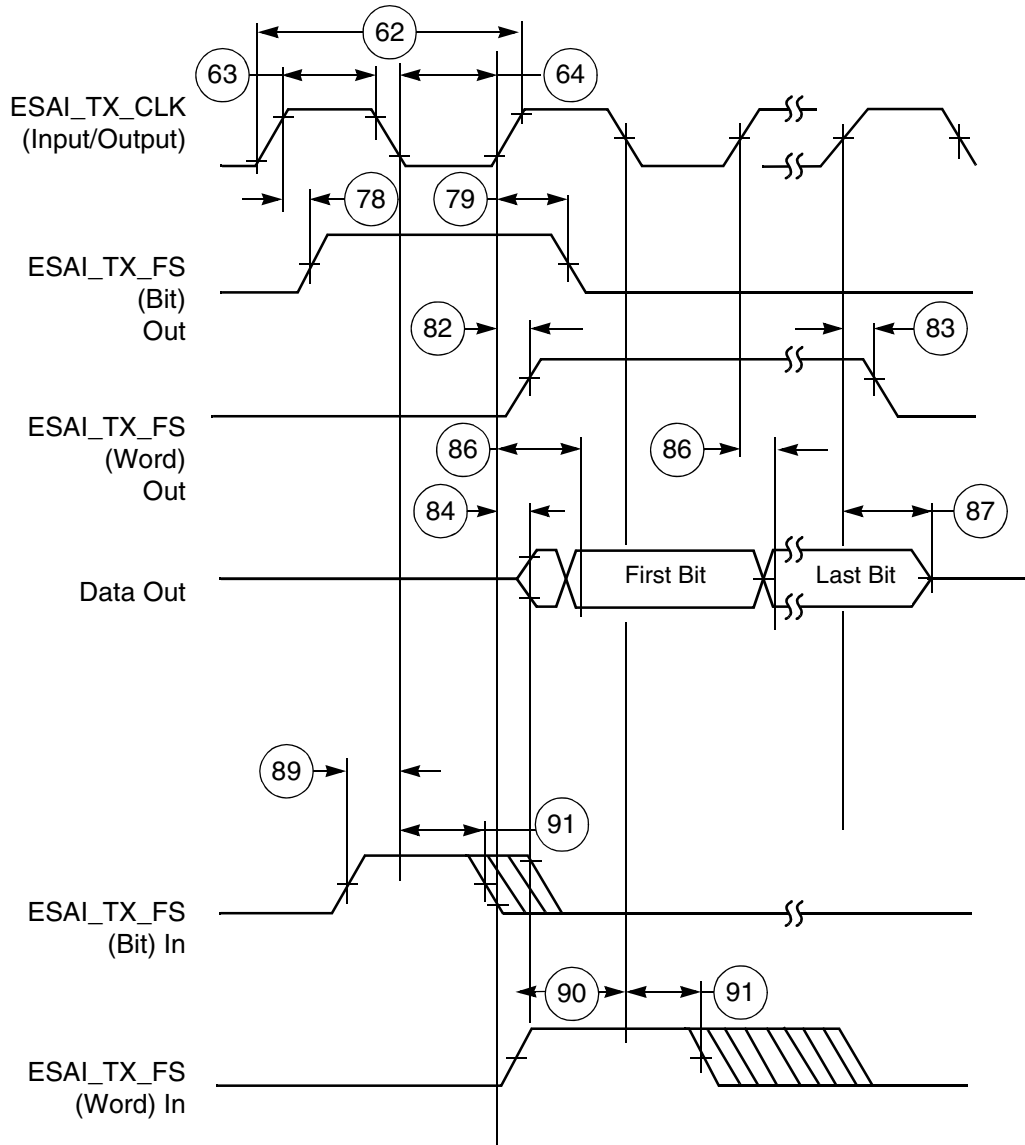 62
63
64
ESAI_TX_CLK
(Input/Output)
78
79
ESAI_TX_FS
(Bit)
Out
82
83
ESAI_TX_FS
(Word)
Out
86
86
84
87
Data Out
First Bit
Last Bit
89
91
ESAI_TX_FS
(Bit) In
90
91
ESAI_TX_FS
(Word) In